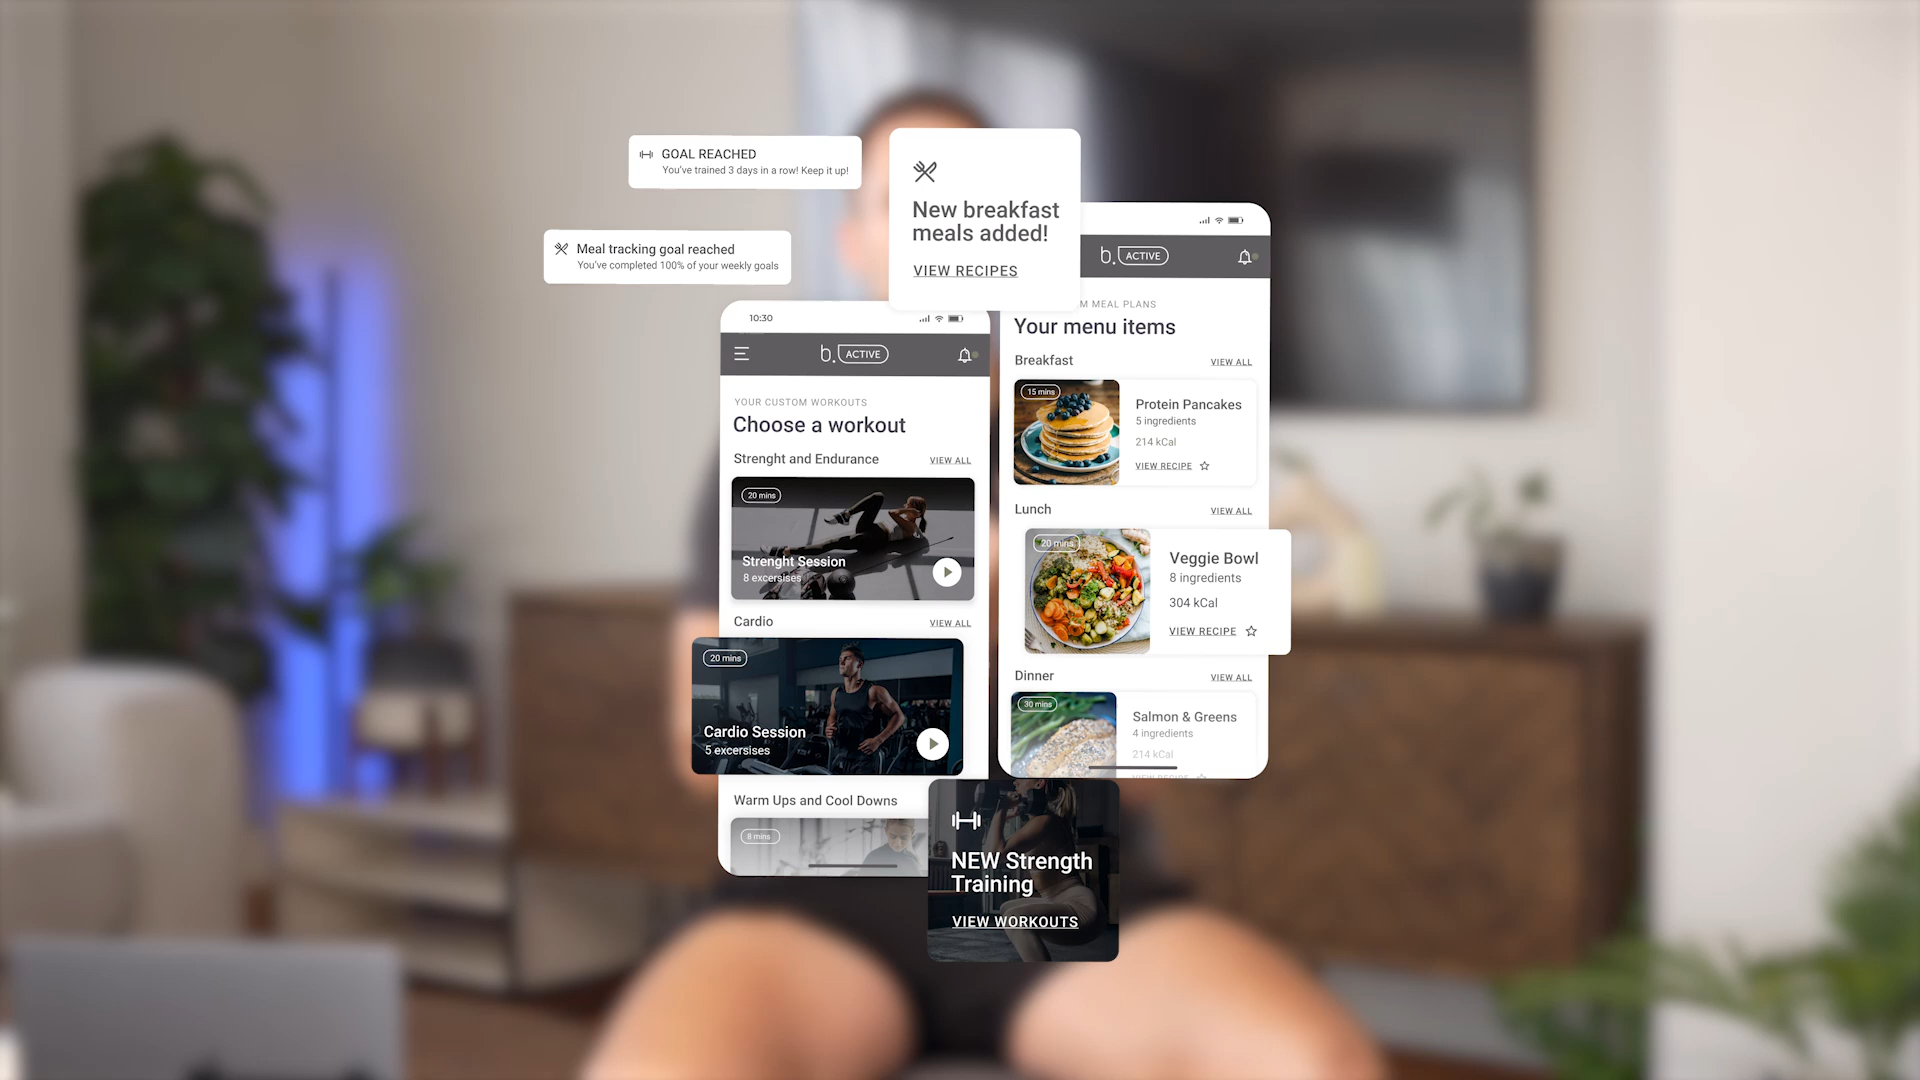 GOAL REACHED
You've trained 3 days in a row! Keep it up!
Meal tracking goal reached
You've completed 100% of your weekly goals
New breakfast
meals added!
VIEW RECIPES
10:30
b. ACTIVE
YOUR CUSTOM WORKOUTS
Choose a workout
Strenght and Endurance
VIEW ALL
20 mins
Strenght Session
8 excersises
Cardio
VIEW ALL
20 mins
Cardio Session
5 excersises
Warm Ups and Cool Downs
8 mins
b. ACTIVE
MEAL PLANS
Your menu items
Breakfast
VIEW ALL
15 mins
Protein Pancakes
5 ingredients
214 kCal
VIEW RECIPE
Lunch
VIEW ALL
20 mins
Veggie Bowl
8 ingredients
304 kCal
VIEW RECIPE
Dinner
VIEW ALL
30 mins
Salmon & Greens
4 ingredients
214 kCal
VIEW RECIPE
NEW Strength
Training
VIEW WORKOUTS